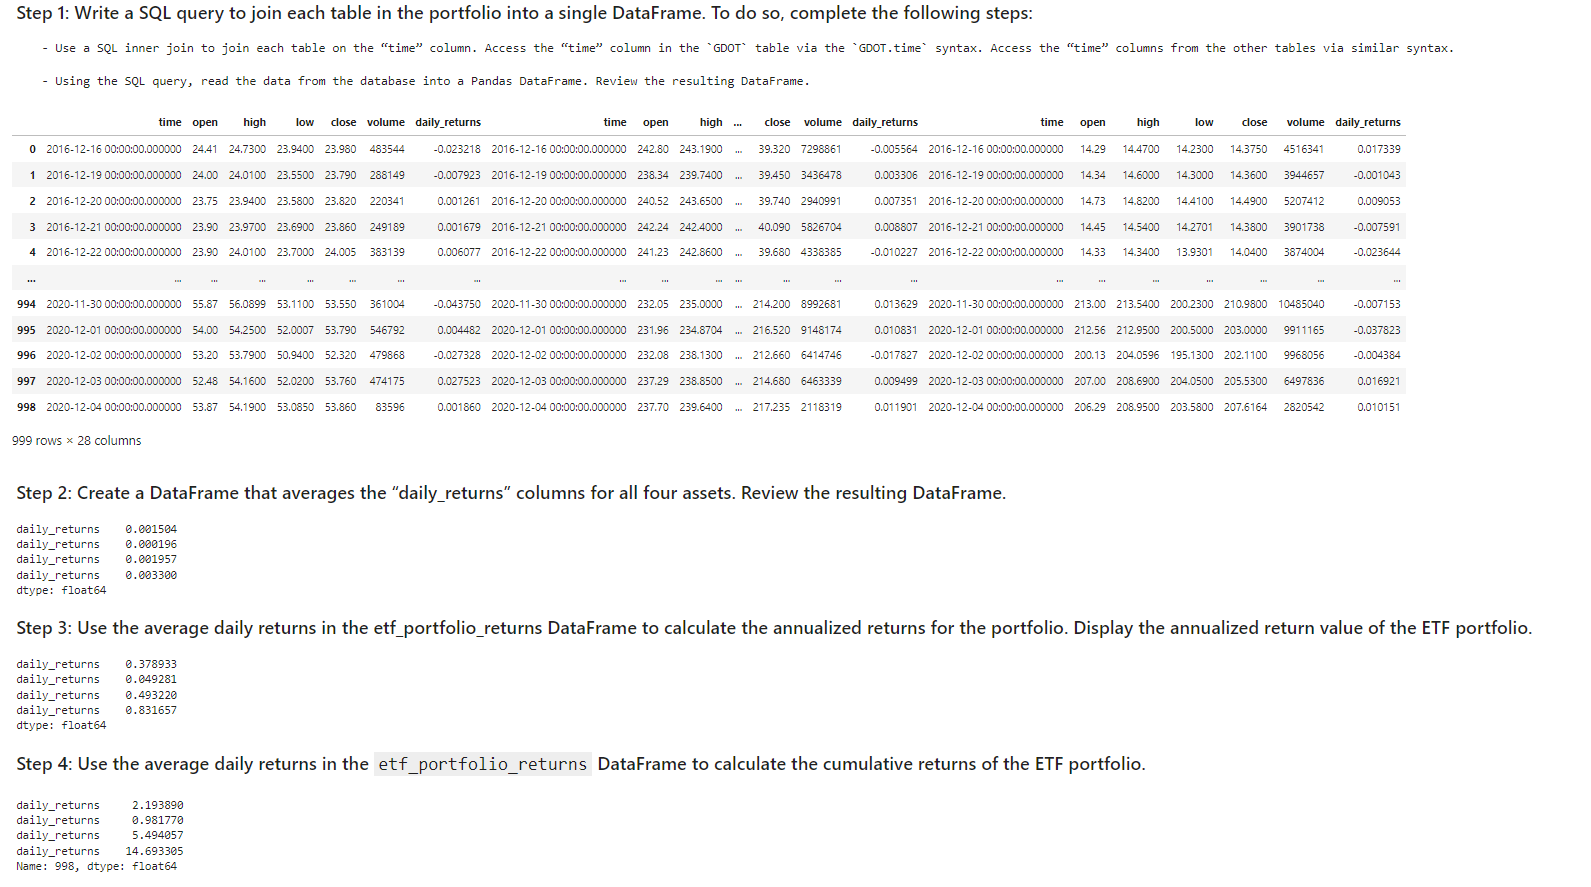 Step 1: Write a SQL query to join each table in the portfolio into a single DataFrame. To do so, complete the following steps:
- Use a SQL inner join to join each table on the “time” column. Access the “time” column in the `GDOT` table via the `GDOT.time` syntax. Access the “time” columns from the other tables via similar syntax.
- Using the SQL query, read the data from the database into a Pandas DataFrame. Review the resulting DataFrame.
time open high low close volume daily_returns time open high ... close volume daily_returns time open high low close volume daily_returns
0 2016-12-16 00:00:00.000000 24.41 24.7300 23.9400 23.980 483544 -0.023218 2016-12-16 00:00:00.000000 242.80 243.1900 ... 39.320 7298861 -0.005564 2016-12-16 00:00:00.000000 14.29 14.4700 14.2300 14.3750 4516341 0.017339
1 2016-12-19 00:00:00.000000 24.00 24.0100 23.5500 23.790 288149 -0.007923 2016-12-19 00:00:00.000000 238.34 239.7400 ... 39.450 3436478 0.003306 2016-12-19 00:00:00.000000 14.34 14.6000 14.3000 14.3600 3944657 -0.001043
2 2016-12-20 00:00:00.000000 23.75 23.9400 23.5800 23.820 220341 0.001261 2016-12-20 00:00:00.000000 240.52 243.6500 ... 39.740 2940991 0.007351 2016-12-20 00:00:00.000000 14.73 14.8200 14.4100 14.4900 5207412 0.009053
3 2016-12-21 00:00:00.000000 23.90 23.9700 23.6900 23.860 249189 0.001679 2016-12-21 00:00:00.000000 242.24 242.4000 ... 40.090 5826704 0.008807 2016-12-21 00:00:00.000000 14.45 14.5400 14.2701 14.3800 3901738 -0.007591
4 2016-12-22 00:00:00.000000 23.90 24.0100 23.7000 24.005 383139 0.006077 2016-12-22 00:00:00.000000 241.23 242.8600 ... 39.680 4338385 -0.010227 2016-12-22 00:00:00.000000 14.33 14.3400 13.9301 14.0400 3874004 -0.023644
... ... ... ... ... ... ... ... ... ... ... ... ... ... ... ... ... ... ... ... ... ...
994 2020-11-30 00:00:00.000000 55.87 56.0899 53.1100 53.550 361004 -0.043750 2020-11-30 00:00:00.000000 232.05 235.0000 ... 214.200 8992681 0.013629 2020-11-30 00:00:00.000000 213.00 213.5400 200.2300 210.9800 10485040 -0.007153
995 2020-12-01 00:00:00.000000 54.00 54.2500 52.0007 53.790 546792 0.004482 2020-12-01 00:00:00.000000 231.96 234.8704 ... 216.520 9148174 0.010831 2020-12-01 00:00:00.000000 212.56 212.9500 200.5000 203.0000 9911165 -0.037823
996 2020-12-02 00:00:00.000000 53.20 53.7900 50.9400 52.320 479868 -0.027328 2020-12-02 00:00:00.000000 232.08 238.1300 ... 212.660 6414746 -0.017827 2020-12-02 00:00:00.000000 200.13 204.0596 195.1300 202.1100 9968056 -0.004384
997 2020-12-03 00:00:00.000000 52.48 54.1600 52.0200 53.760 474175 0.027523 2020-12-03 00:00:00.000000 237.29 238.8500 ... 214.680 6463339 0.009499 2020-12-03 00:00:00.000000 207.00 208.6900 204.0500 205.5300 6497836 0.016921
998 2020-12-04 00:00:00.000000 53.87 54.1900 53.0850 53.860 83596 0.001860 2020-12-04 00:00:00.000000 237.70 239.6400 ... 217.235 2118319 0.011901 2020-12-04 00:00:00.000000 206.29 208.9500 203.5800 207.6164 2820542 0.010151
999 rows × 28 columns
Step 2: Create a DataFrame that averages the “daily_returns” columns for all four assets. Review the resulting DataFrame.
daily_returns 0.001504
daily_returns 0.000196
daily_returns 0.001957
daily_returns 0.003300
dtype: float64
Step 3: Use the average daily returns in the etf_portfolio_returns DataFrame to calculate the annualized returns for the portfolio. Display the annualized return value of the ETF portfolio.
daily_returns 0.378933
daily_returns 0.049281
daily_returns 0.493220
daily_returns 0.831657
dtype: float64
Step 4: Use the average daily returns in the etf_portfolio_returns DataFrame to calculate the cumulative returns of the ETF portfolio.
daily_returns 2.193890
daily_returns 0.981770
daily_returns 5.494057
daily_returns 14.693305
Name: 998, dtype: float64